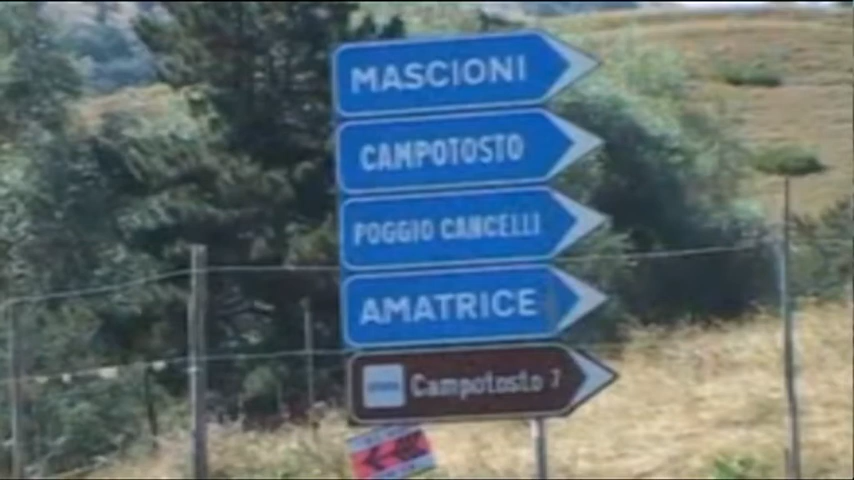 MASCIONI
CAMPOTOSTO
POGGIO CANCELLI
AMATRICE
Campotosto 7